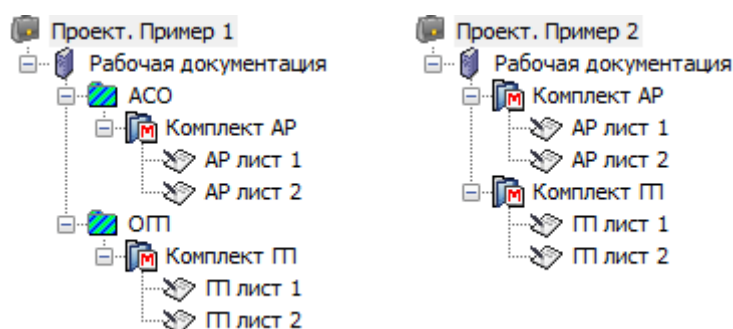 Проект. Пример 1
Рабочая документация
АСО
Комплект АР
АР лист 1
АР лист 2
ОГП
Комплект ГП
ГП лист 1
ГП лист 2
Проект. Пример 2
Рабочая документация
Комплект АР
АР лист 1
АР лист 2
Комплект ГП
ГП лист 1
ГП лист 2